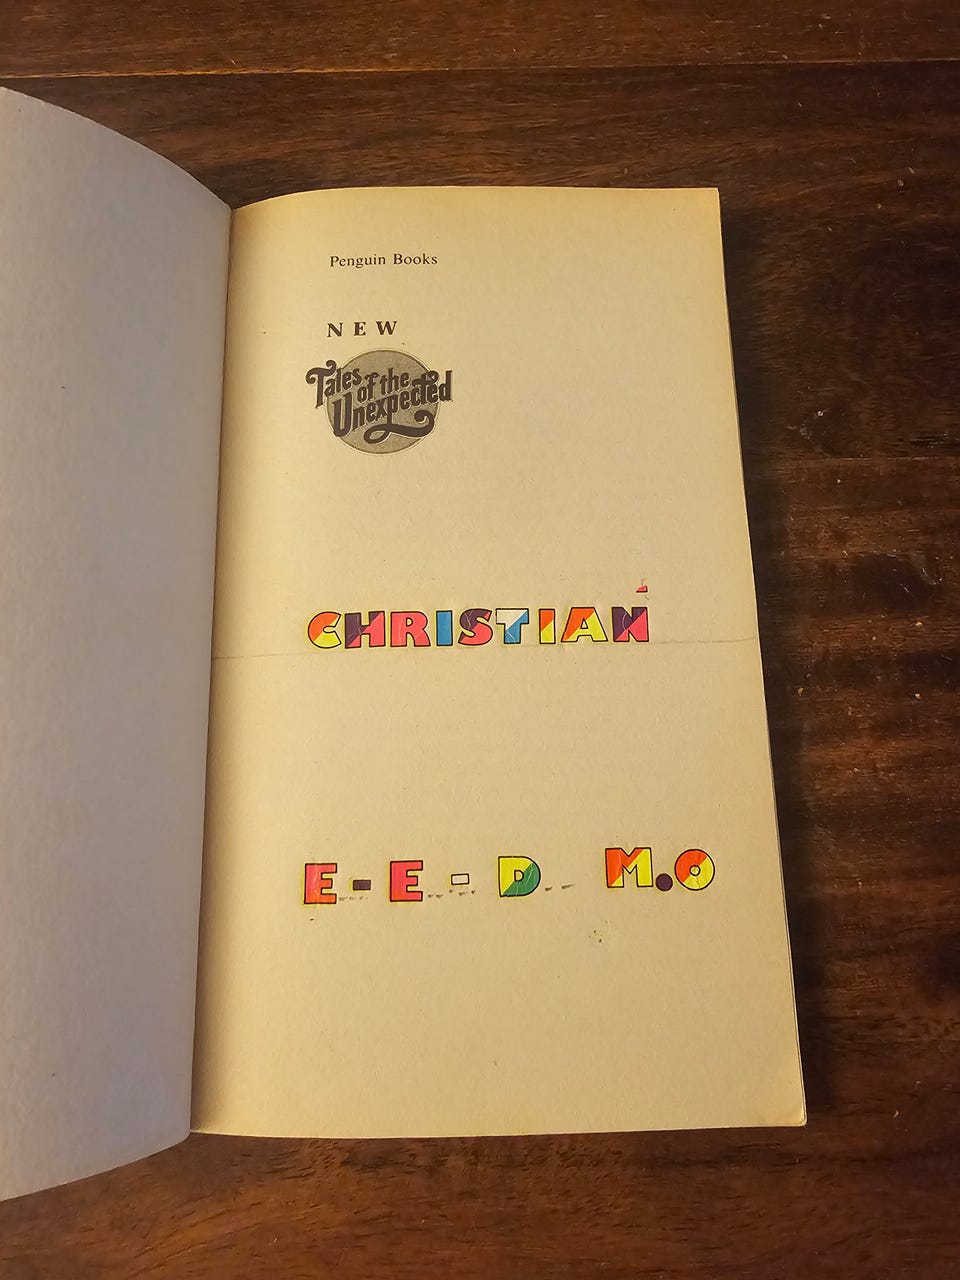 Penguin Books
NEW
Tales of the
Unexpected
CHRISTIAN
E-E-D M.O